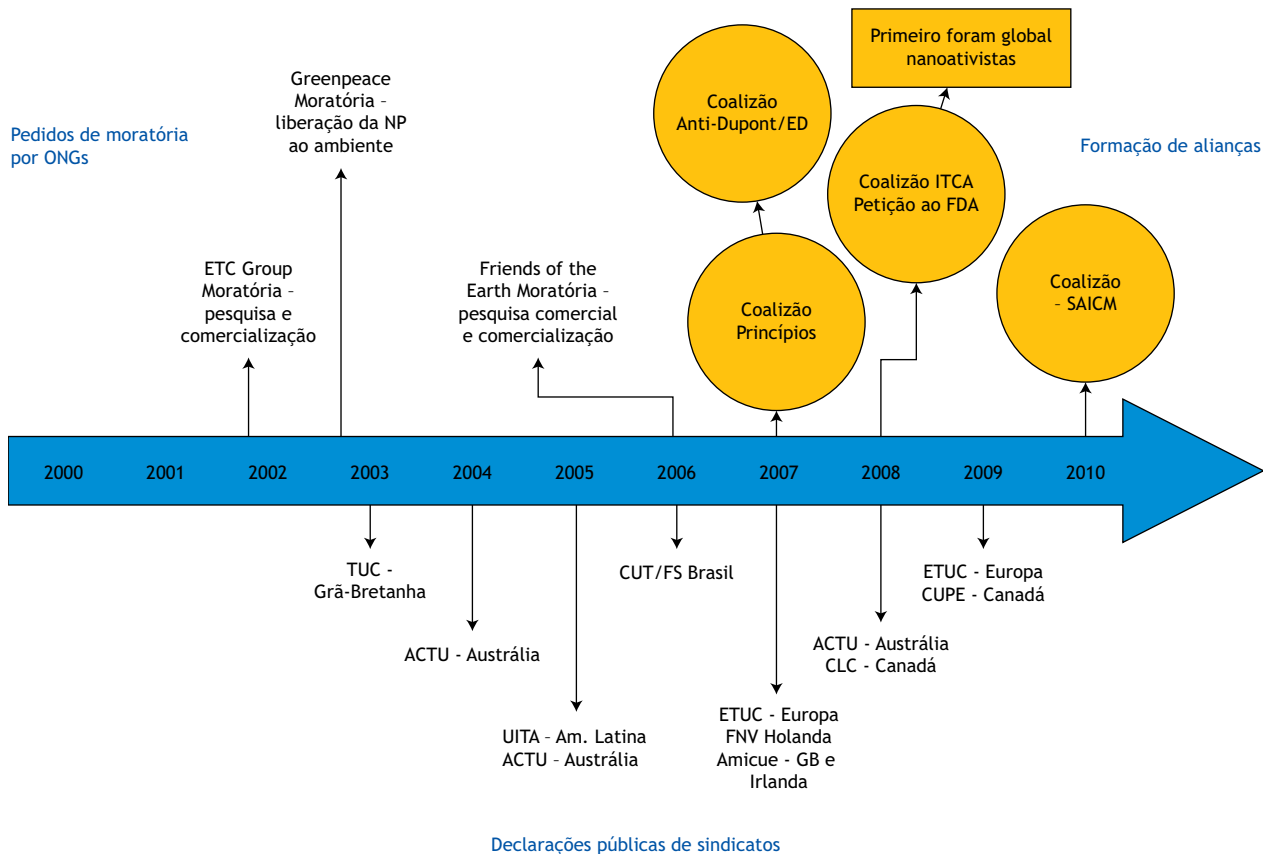 Pedidos de moratória
por ONGs
Greenpeace
Moratória –
liberação da NP
ao ambiente
ETC Group
Moratória –
pesquisa e
comercialização
Friends of the
Earth Moratória –
pesquisa comercial
e comercialização
Coalizão
Anti-Dupont/ED
Coalizão
Princípios
Primeiro foram global
nanoativistas
Coalizão ITCA
Petição ao FDA
Formação de alianças
Coalizão
– SAICM
2000 2001 2002 2003 2004 2005 2006 2007 2008 2009 2010
TUC -
Grã-Bretanha
ACTU - Austrália
UITA – Am. Latina
ACTU – Austrália
CUT/FS Brasil
ETUC - Europa
FNV Holanda
Amicue - GB e
Irlanda
ACTU - Austrália
CLC - Canadá
ETUC - Europa
CUPE - Canadá
Declarações públicas de sindicatos